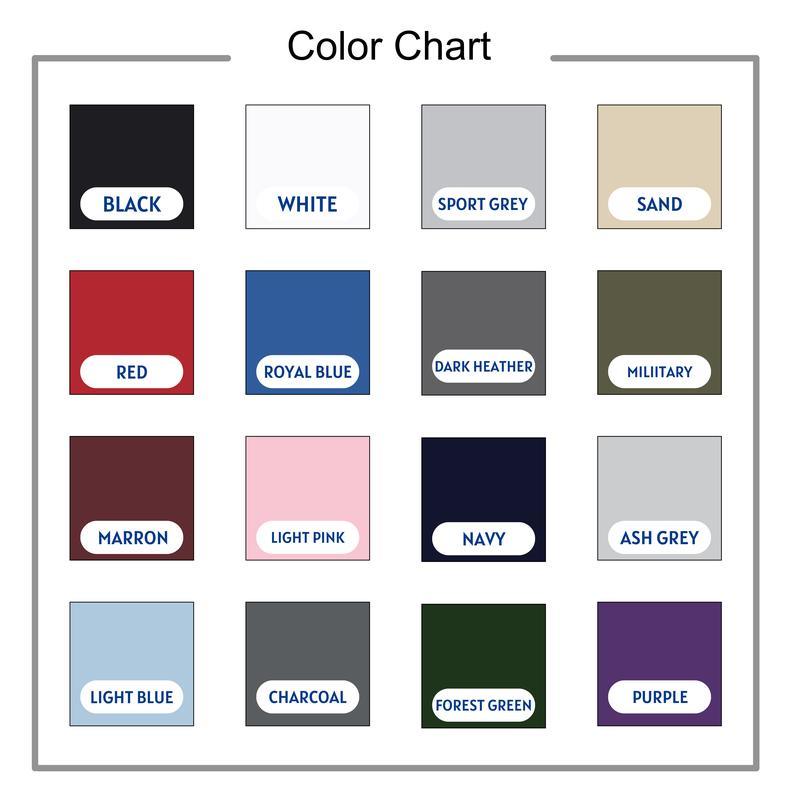 Color Chart
BLACK
WHITE
SPORT GREY
SAND
RED
ROYAL BLUE
DARK HEATHER
MILIITARY
MARRON
LIGHT PINK
NAVY
ASH GREY
LIGHT BLUE
CHARCOAL
FOREST GREEN
PURPLE